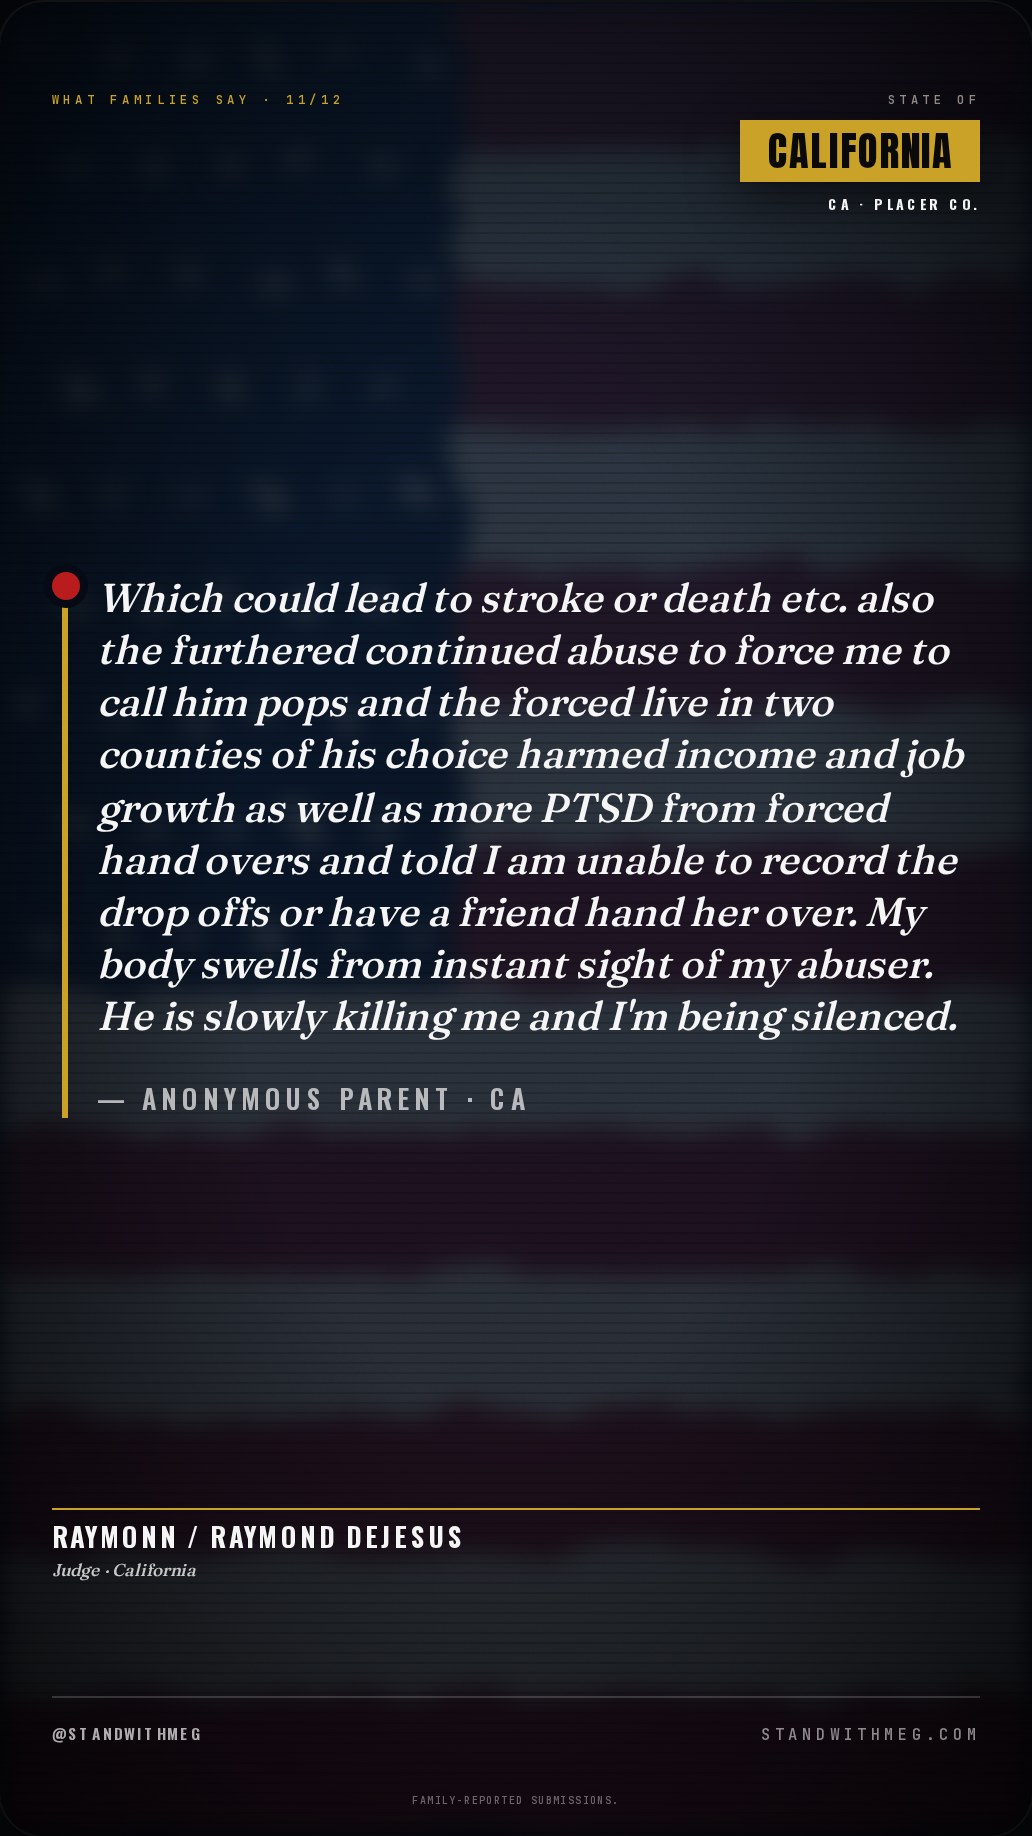 WHAT FAMILIES SAY · 11/12
STATE OF
CALIFORNIA
CA · PLACER CO.
Which could lead to stroke or death etc. also
the furthered continued abuse to force me to
call him pops and the forced live in two
counties of his choice harmed income and job
growth as well as more PTSD from forced
hand overs and told I am unable to record the
drop offs or have a friend hand her over. My
body swells from instant sight of my abuser.
He is slowly killing me and I'm being silenced.
— ANONYMOUS PARENT · CA
RAYMONN / RAYMOND DEJESUS
Judge · California
@STANDWITHMEG
STANDWITHMEG.COM
FAMILY-REPORTED SUBMISSIONS.